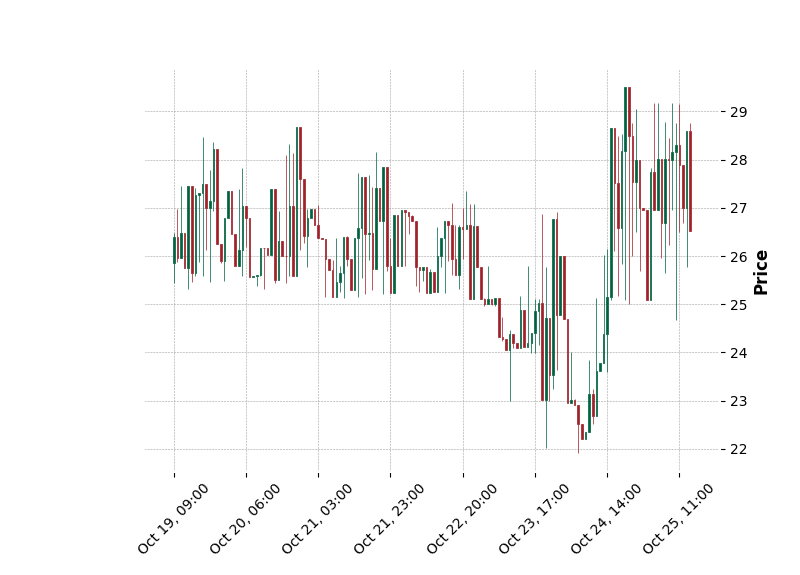 29
28
27
26
25
24
23
22
Price
Oct 19, 09:00
Oct 20, 06:00
Oct 21, 03:00
Oct 21, 23:00
Oct 22, 20:00
Oct 23, 17:00
Oct 24, 14:00
Oct 25, 11:00